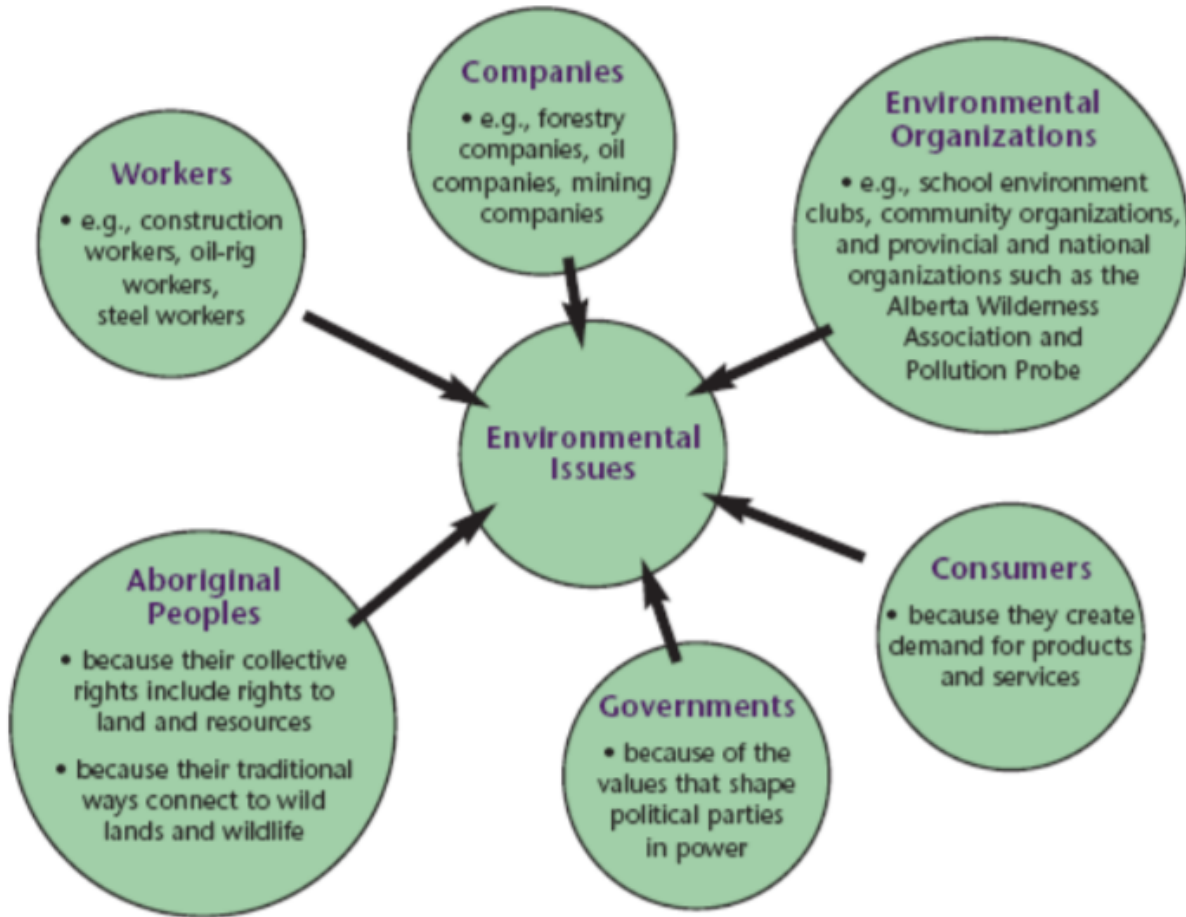 Companies
• e.g., forestry
companies, oil
companies, mining
companies
Environmental
Organizations
• e.g., school environment
clubs, community organizations,
and provincial and national
organizations such as the
Alberta Wilderness
Association and
Pollution Probe
Workers
• e.g., construction
workers, oil-rig
workers,
steel workers
Environmental
Issues
Aboriginal
Peoples
• because their collective
rights include rights to
land and resources
• because their traditional
ways connect to wild
lands and wildlife
Governments
• because of the
values that shape
political parties
in power
Consumers
• because they create
demand for products
and services